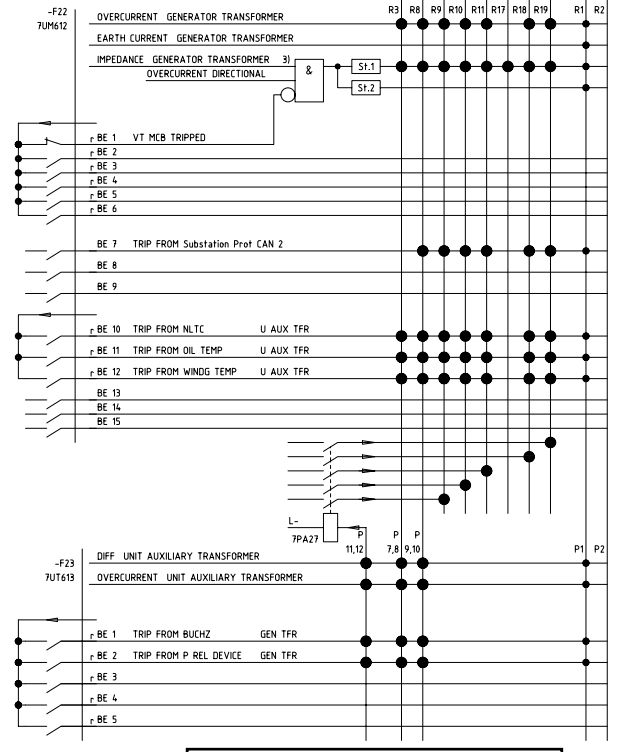 R3 R8 R9 R10 R11 R17 R18 R19 R1 R2
-F22
7UM612
OVERCURRENT GENERATOR TRANSFORMER
EARTH CURRENT GENERATOR TRANSFORMER
IMPEDANCE GENERATOR TRANSFORMER 3)
OVERCURRENT DIRECTIONAL
&
St.1
St.2
BE 1 VT MCB TRIPPED
BE 2
BE 3
BE 4
BE 5
BE 6
BE 7 TRIP FROM Substation Prot CAN 2
BE 8
BE 9
BE 10 TRIP FROM NLTC U AUX TFR
BE 11 TRIP FROM OIL TEMP U AUX TFR
BE 12 TRIP FROM WINDG TEMP U AUX TFR
BE 13
BE 14
BE 15
L-
7PA27
P P P
11,12 7,8 9,10 P1 P2
-F23
7UT613
DIFF UNIT AUXILIARY TRANSFORMER
OVERCURRENT UNIT AUXILIARY TRANSFORMER
BE 1 TRIP FROM BUCHZ GEN TFR
BE 2 TRIP FROM P REL DEVICE GEN TFR
BE 3
BE 4
BE 5